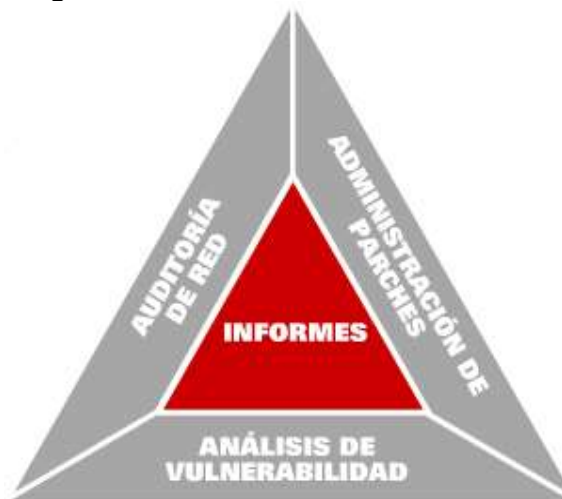 AUDITORÍA
DE RED
ADMINISTRACIÓN DE
PARCHES
INFORMES
ANÁLISIS DE
VULNERABILIDAD